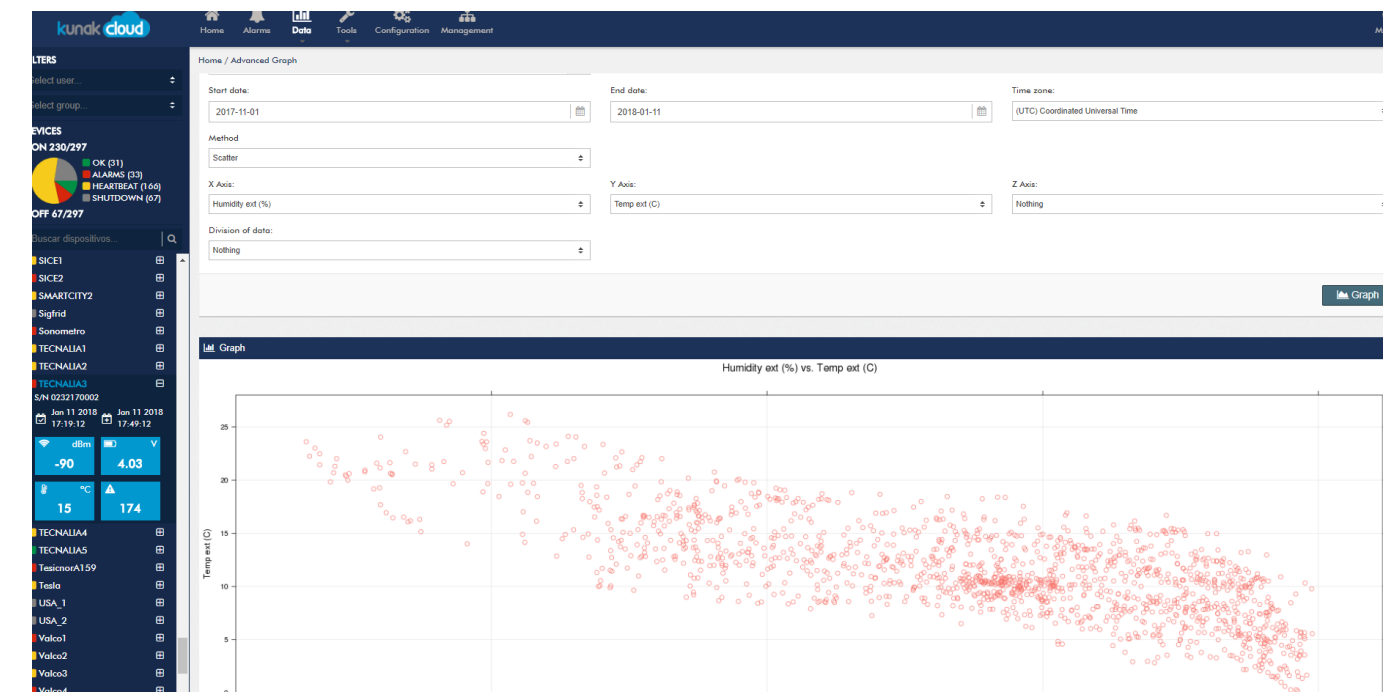 kunak cloud
Home Alarms Data Tools Configuration Management
M
LTERS
Select user...
Select group...
EVICES
ON 230/297
OK (31)
ALARMS (33)
HEARTBEAT (166)
SHUTDOWN (67)
OFF 67/297
Buscar dispositivos...
SICE1
SICE2
SMARTCITY2
Sigfrid
Sonometro
TECNALIA1
TECNALIA2
TECNALIA3
S/N 0232170002
Jan 11 2018 17:19:12
Jan 11 2018 17:49:12
dBm
-90
V
4.03
ºC
15
174
TECNALIA4
TECNALIA5
TesicnorA159
Tesla
USA_1
USA_2
Valco1
Valco2
Valco3
Valco4
Home / Advanced Graph
Start date:
2017-11-01
End date:
2018-01-11
Time zone:
(UTC) Coordinated Universal Time
Method
Scatter
X Axis:
Humidity ext (%)
Y Axis:
Temp ext (C)
Z Axis:
Nothing
Division of data:
Nothing
Graph
Graph
Humidity ext (%) vs. Temp ext (C)
Temp ext (C)
25
20
15
10
5
0